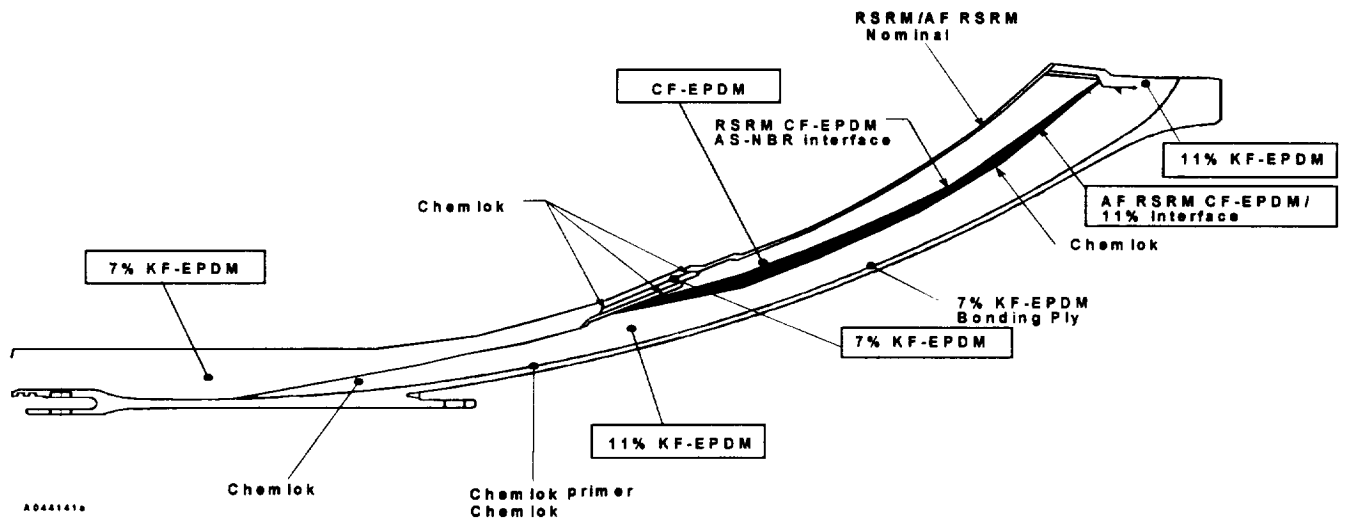 RSRM/AF RSRM
Nominal
CF-EPDM
RSRM CF-EPDM
AS-NBR interface
11% KF-EPDM
AF RSRM CF-EPDM/
11% Interface
Chemlok
Chemlok
7% KF-EPDM
7% KF-EPDM
Bonding Ply
7% KF-EPDM
11% KF-EPDM
Chemlok
Chemlok primer
Chemlok
A044141a